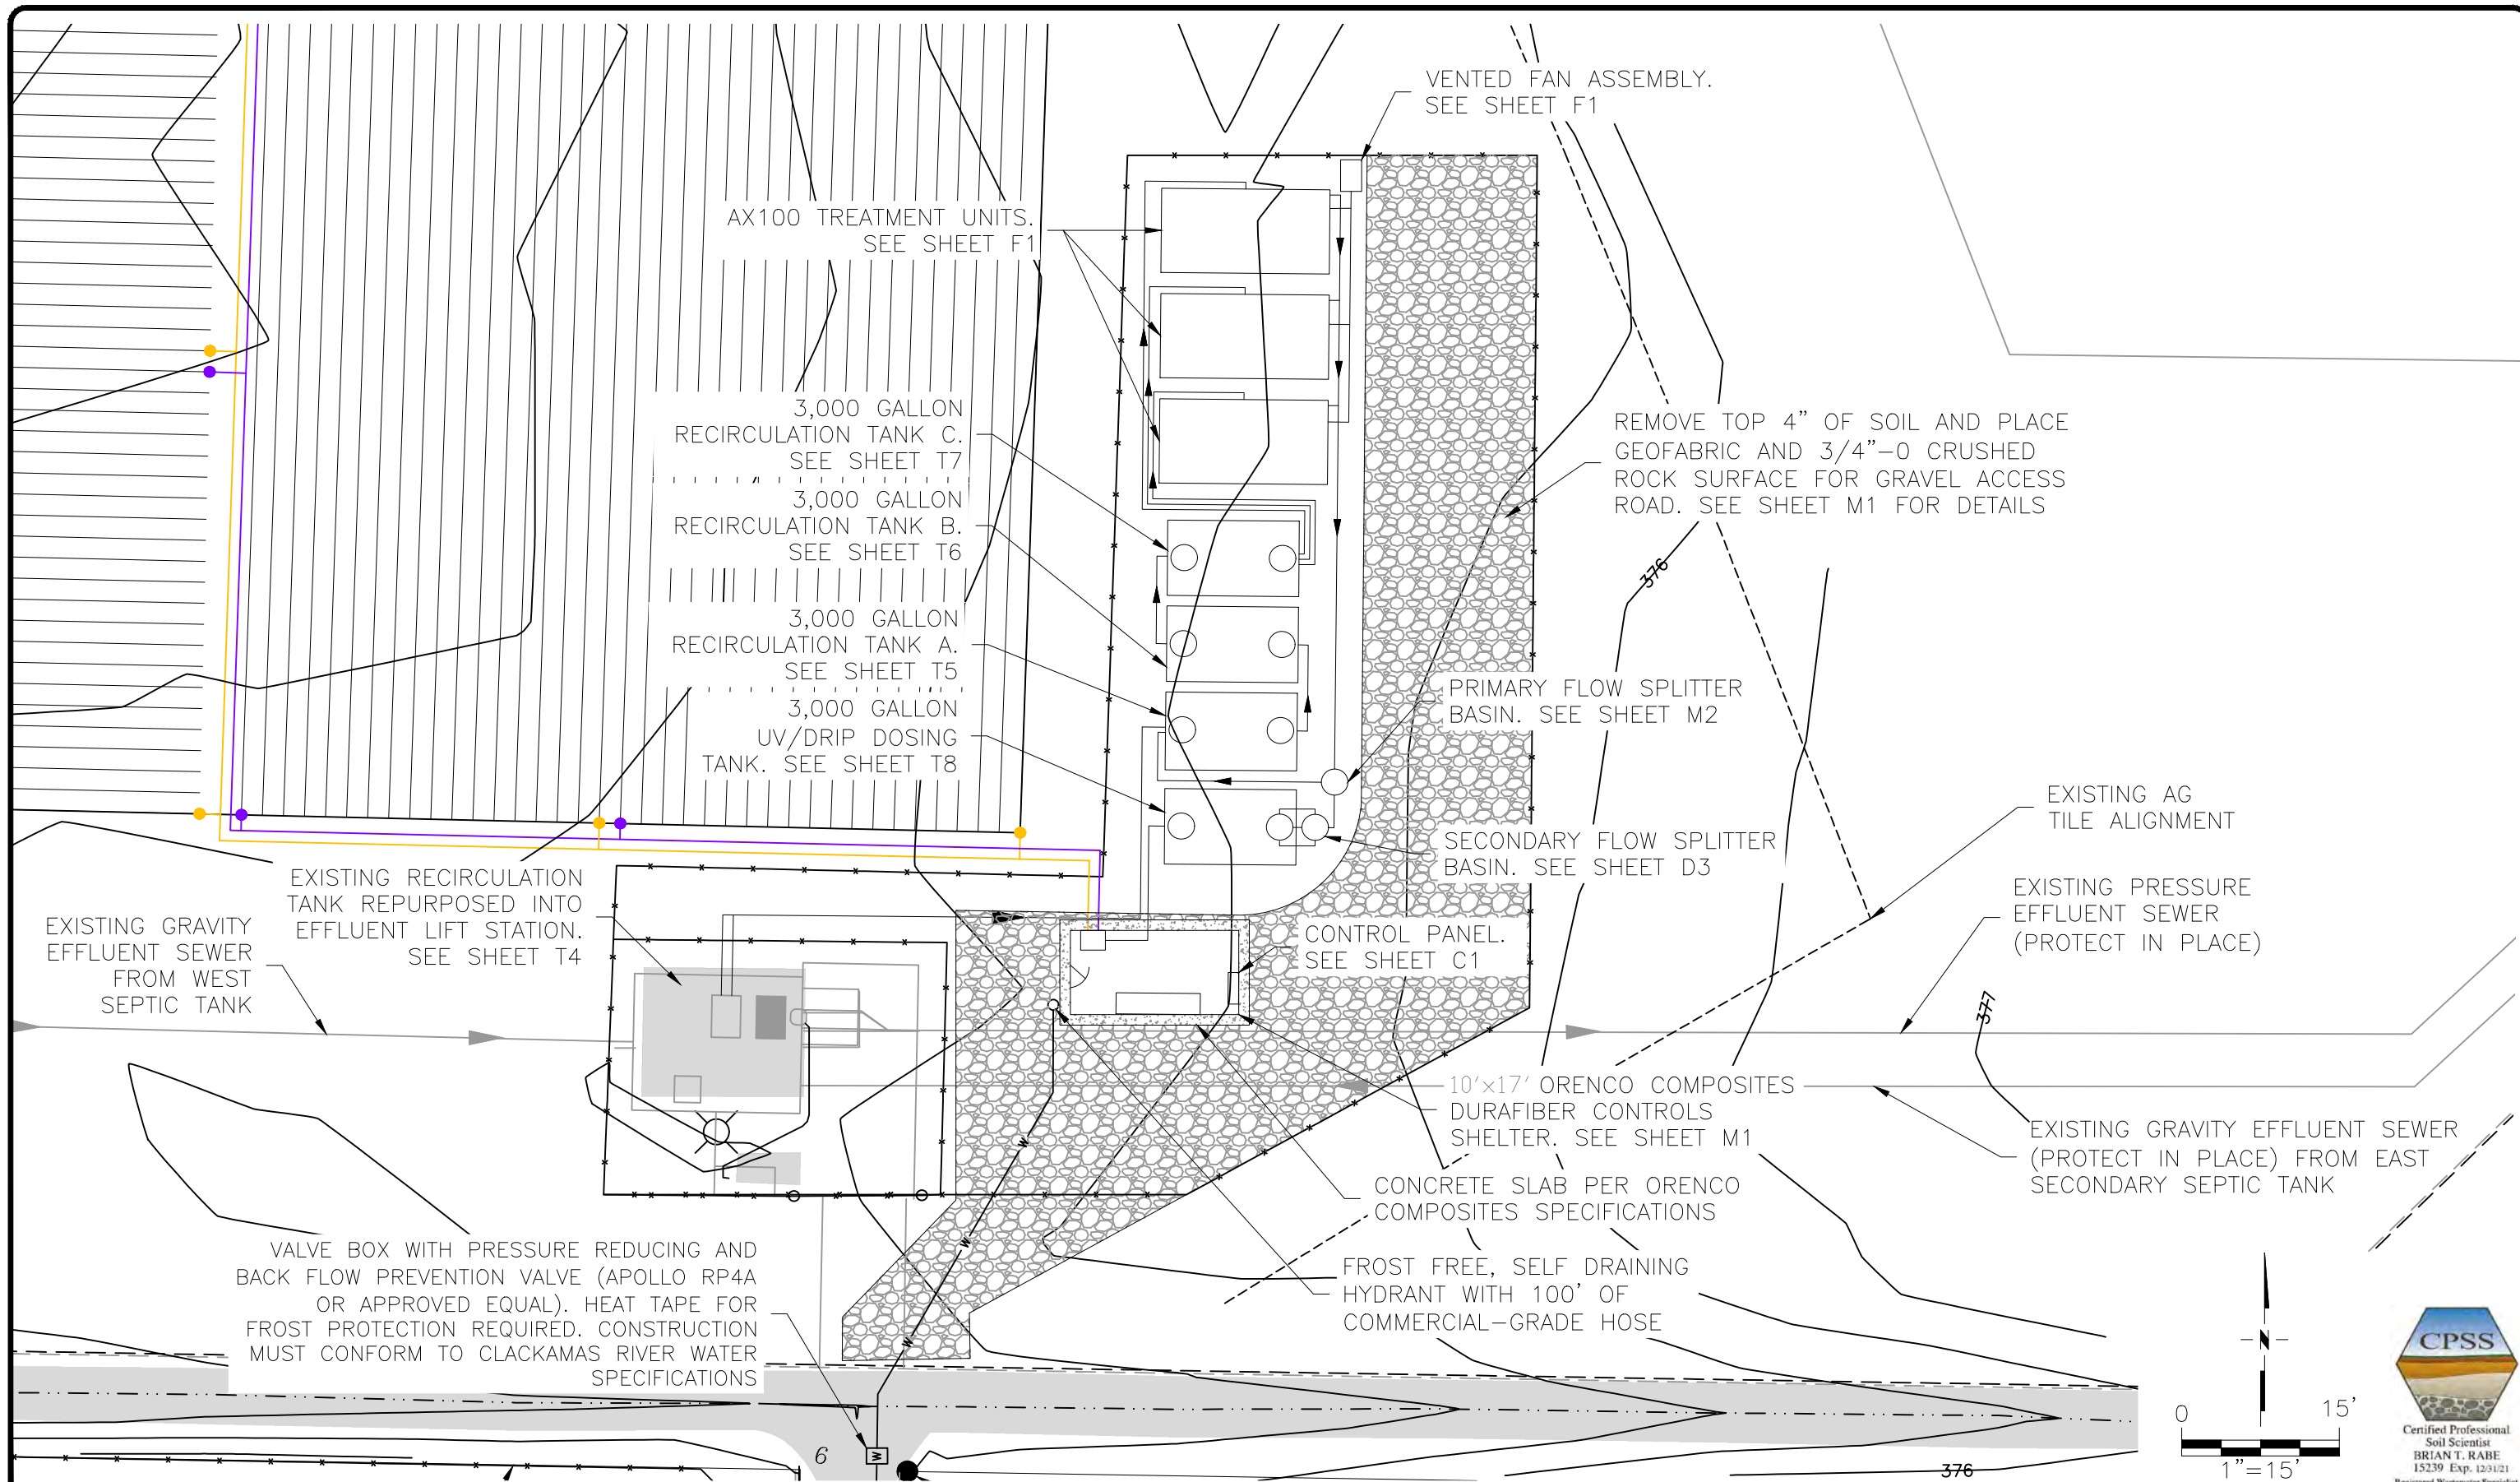 VENTED FAN ASSEMBLY.
SEE SHEET F1
AX100 TREATMENT UNITS.
SEE SHEET F1
3,000 GALLON
RECIRCULATION TANK C.
SEE SHEET T7
3,000 GALLON
RECIRCULATION TANK B.
SEE SHEET T6
3,000 GALLON
RECIRCULATION TANK A.
SEE SHEET T5
3,000 GALLON
UV/DRIP DOSING
TANK. SEE SHEET T8
REMOVE TOP 4" OF SOIL AND PLACE
GEOFABRIC AND 3/4"-0 CRUSHED
ROCK SURFACE FOR GRAVEL ACCESS
ROAD. SEE SHEET M1 FOR DETAILS
376
PRIMARY FLOW SPLITTER
BASIN. SEE SHEET M2
SECONDARY FLOW SPLITTER
BASIN. SEE SHEET D3
EXISTING AG
TILE ALIGNMENT
EXISTING PRESSURE
EFFLUENT SEWER
(PROTECT IN PLACE)
EXISTING RECIRCULATION
TANK REPURPOSED INTO
EFFLUENT LIFT STATION.
SEE SHEET T4
EXISTING GRAVITY
EFFLUENT SEWER
FROM WEST
SEPTIC TANK
CONTROL PANEL.
SEE SHEET C1
377
10'x17' ORENCO COMPOSITES
DURAFIBER CONTROLS
SHELTER. SEE SHEET M1
EXISTING GRAVITY EFFLUENT SEWER
(PROTECT IN PLACE) FROM EAST
SECONDARY SEPTIC TANK
CONCRETE SLAB PER ORENCO
COMPOSITES SPECIFICATIONS
FROST FREE, SELF DRAINING
HYDRANT WITH 100' OF
COMMERCIAL-GRADE HOSE
VALVE BOX WITH PRESSURE REDUCING AND
BACK FLOW PREVENTION VALVE (APOLLO RP4A
OR APPROVED EQUAL). HEAT TAPE FOR
FROST PROTECTION REQUIRED. CONSTRUCTION
MUST CONFORM TO CLACKAMAS RIVER WATER
SPECIFICATIONS
W
W
W
W
6
376
N
0 15'
1"=15'
CPSS
Certified Professional
Soil Scientist
BRIAN T. RABE
15239 Exp. 12/31/21